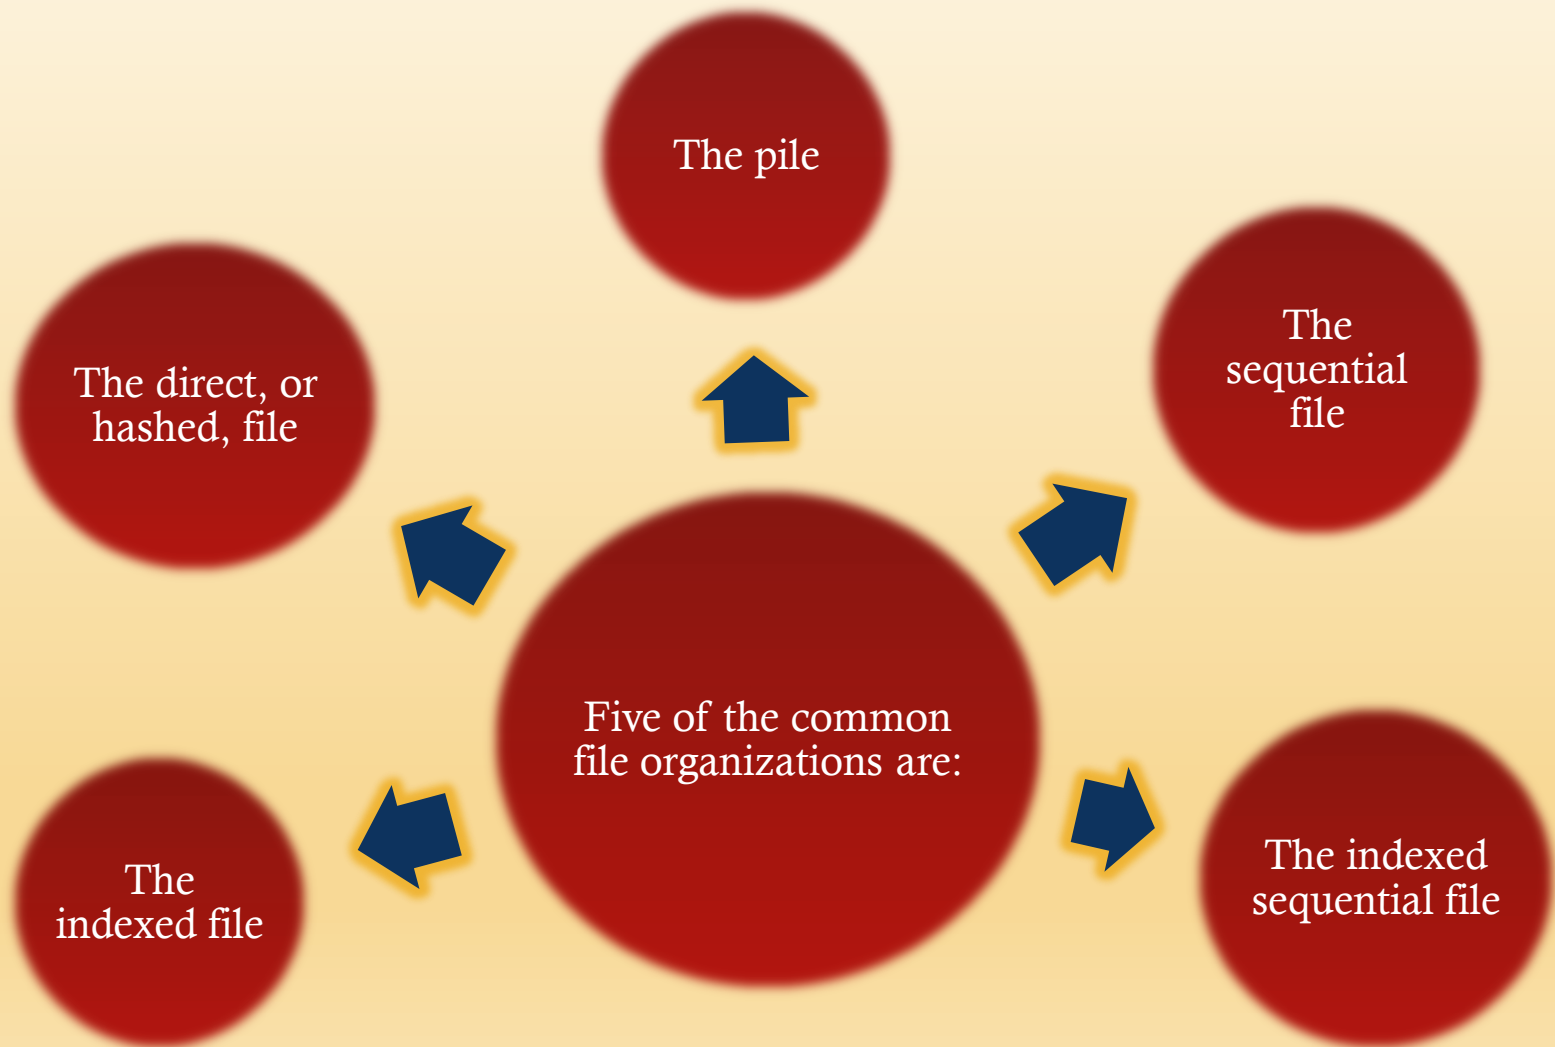 The pile
The
sequential
file
The direct, or
hashed, file
Five of the common
file organizations are:
The indexed
sequential file
The
indexed file